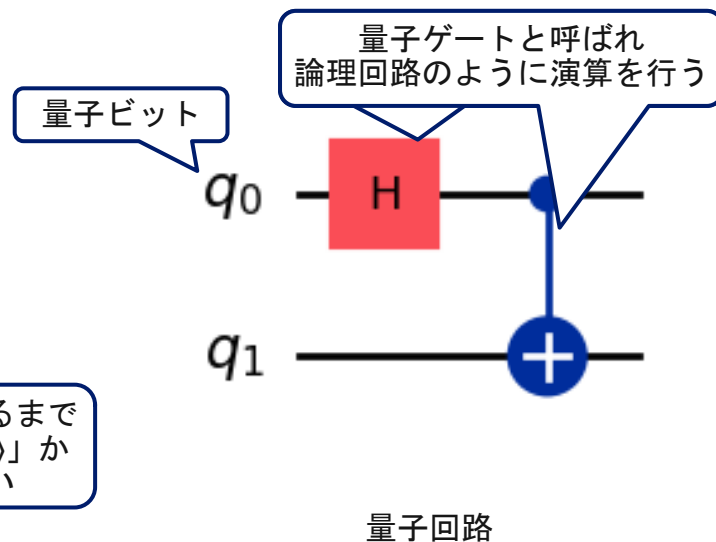 量子ゲートと呼ばれ
論理回路のように演算を行う
量子ビット
q0
H
q1
るまで
〉」か
い
量子回路